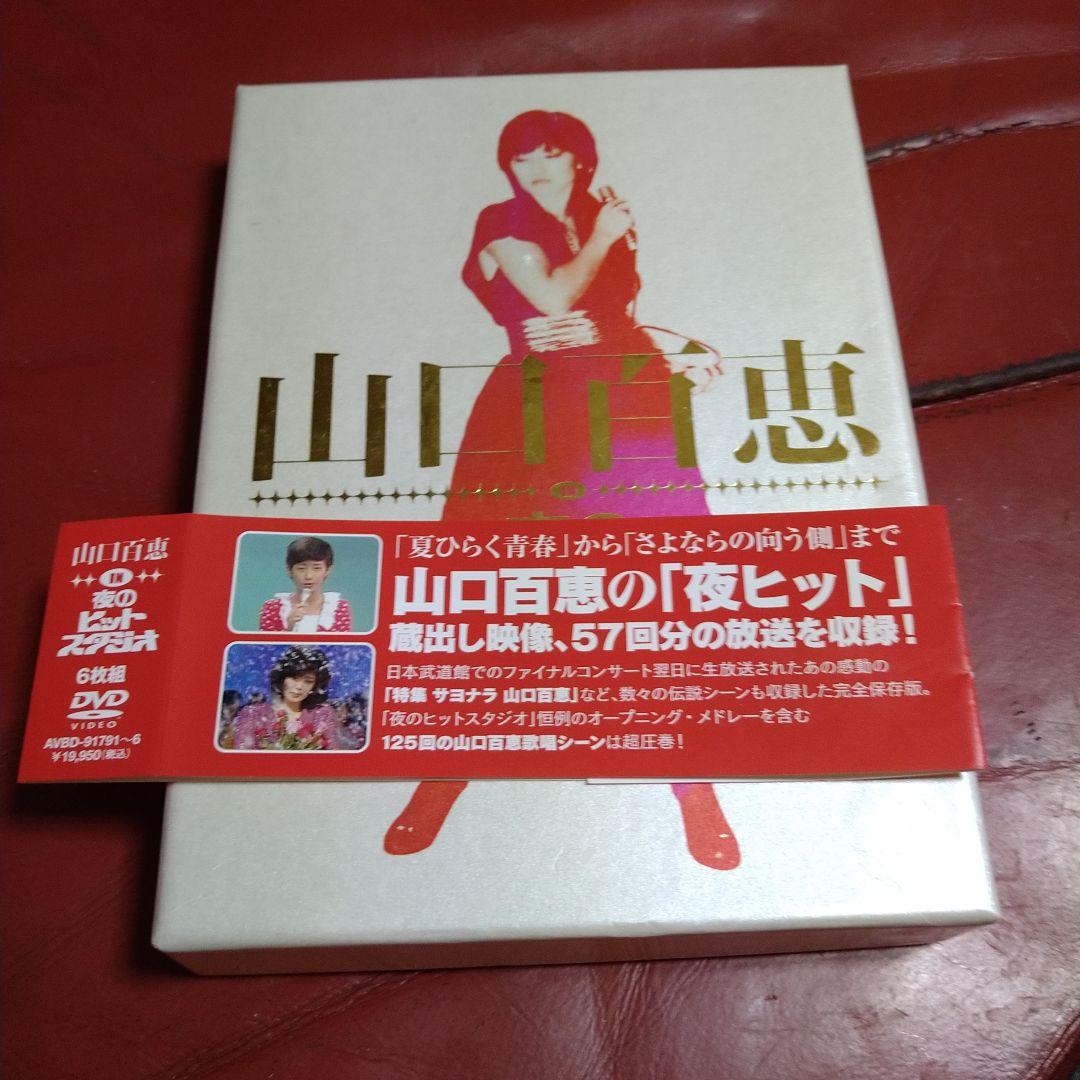 山口百恵
IN
山口百恵
IN
夜の
ヒット
スタジオ
6枚組
DVD
VIDEO
AVBD-91791〜6
¥19,950(税込)
「夏ひらく青春」から「さよならの向う側」まで
山口百恵の「夜ヒット」
蔵出し映像、57回分の放送を収録!
日本武道館でのファイナルコンサート翌日に生放送されたあの感動の
「特集 サヨナラ 山口百恵」など、数々の伝説シーンも収録した完全保存版。
「夜のヒットスタジオ」恒例のオープニング・メドレーを含む
125回の山口百恵歌唱シーンは超圧巻!